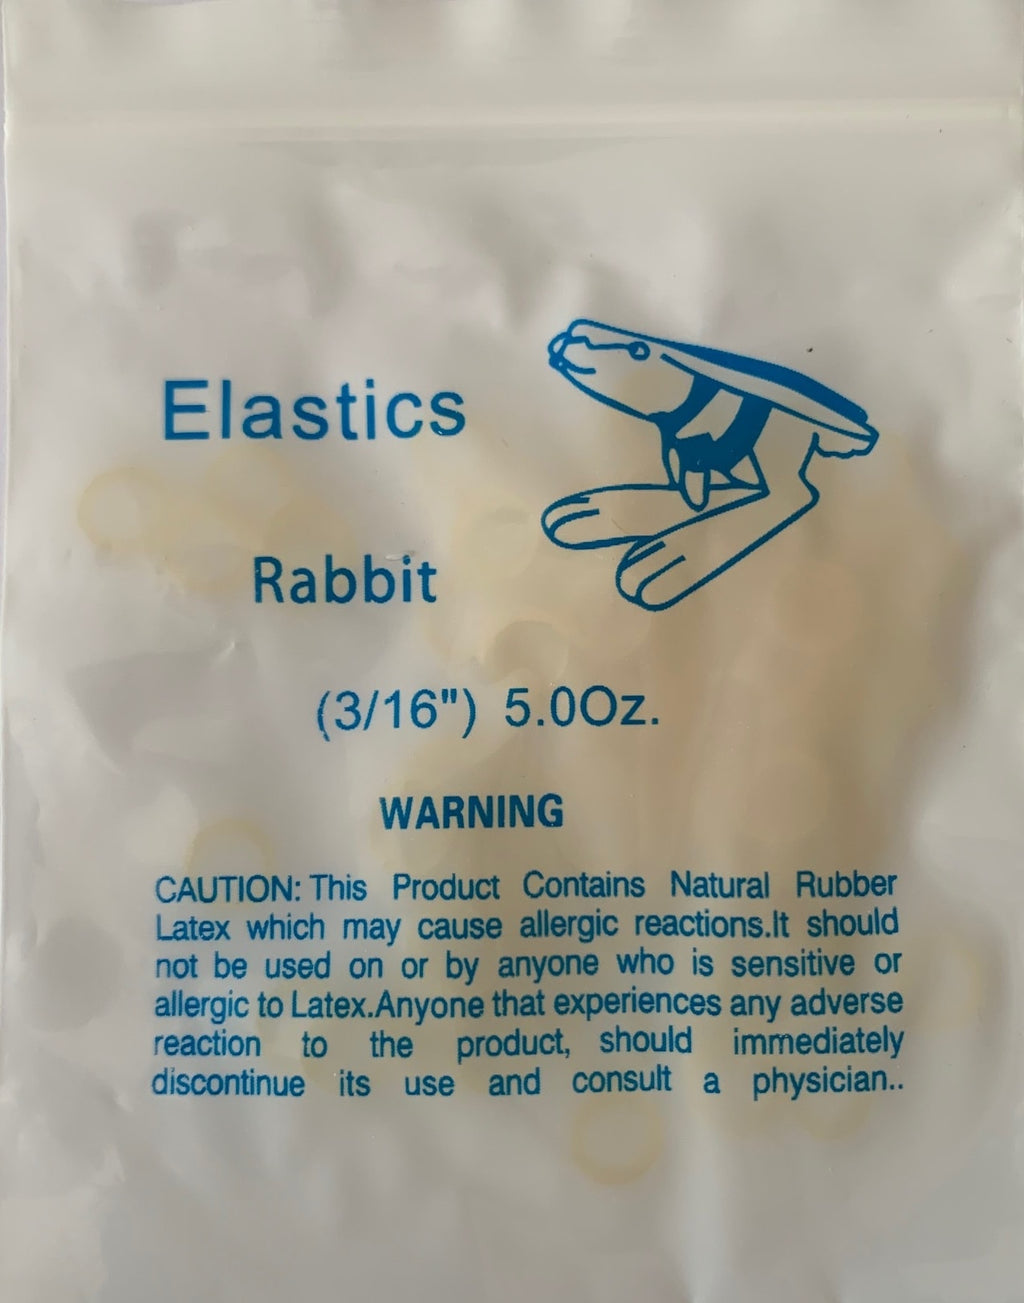 Elastics
Rabbit
(3/16") 5.0Oz.
WARNING
CAUTION: This Product Contains Natural Rubber
Latex which may cause allergic reactions.It should
not be used on or by anyone who is sensitive or
allergic to Latex.Anyone that experiences any adverse
reaction to the product, should immediately
discontinue its use and consult a physician..